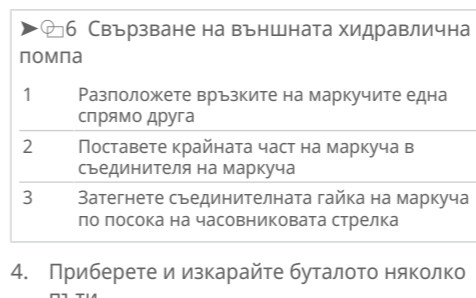 ➤ 6 Свързване на външната хидравлична
помпа
1 Разположете връзките на маркучите една
спрямо друга
2 Поставете крайната част на маркуча в
съединителя на маркуча
3 Затегнете съединителната гайка на маркуча
по посока на часовниковата стрелка
4. Приберете и изкарайте буталото няколко
пъти